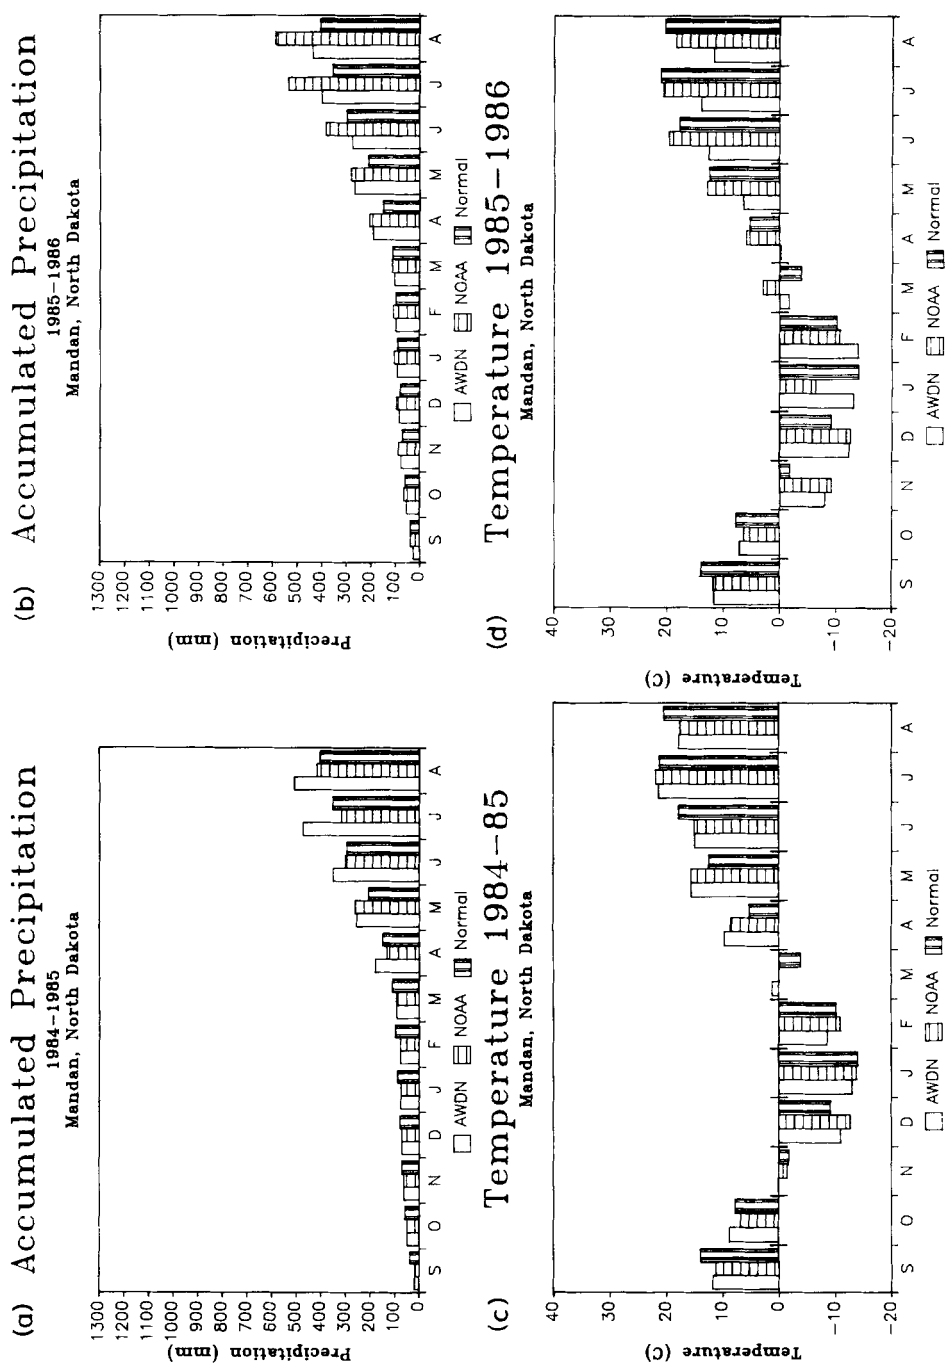 (a) Accumulated Precipitation
1984-1985
Mandan, North Dakota
Precipitation (mm)
1300
1200
1100
1000
900
800
700
600
500
400
300
200
100
0
S O N D J F M A M J J A
AWDN NOAA Normal
(b) Accumulated Precipitation
1985-1986
Mandan, North Dakota
Precipitation (mm)
1300
1200
1100
1000
900
800
700
600
500
400
300
200
100
0
S O N D J F M A M J J A
AWDN NOAA Normal
(c) Temperature 1984--85
Mandan, North Dakota
Temperature (C)
40
30
20
10
0
-10
-20
S O N D J F M A M J J A
AWDN NOAA Normal
(d) Temperature 1985-1986
Mandan, North Dakota
Temperature (C)
40
30
20
10
0
-10
-20
S O N D J F M A M J J A
AWDN NOAA Normal